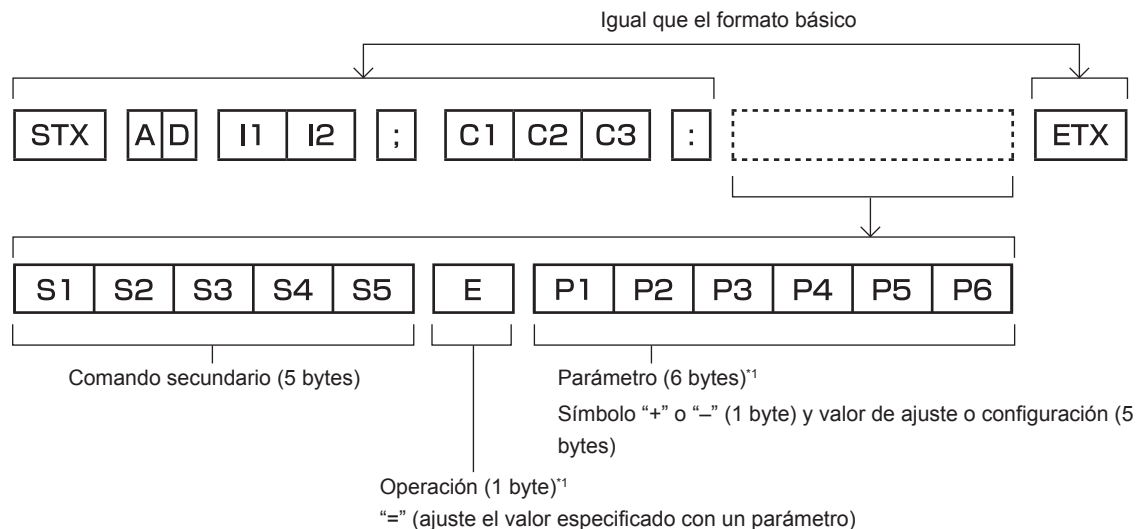 Igual que el formato básico
STX A D I1 I2 ; C1 C2 C3 : ETX
S1 S2 S3 S4 S5 E P1 P2 P3 P4 P5 P6
Comando secundario (5 bytes)
Parámetro (6 bytes)*1
Símbolo “+” o “–” (1 byte) y valor de ajuste o configuración (5
bytes)
Operación (1 byte)*1
“=” (ajuste el valor especificado con un parámetro)